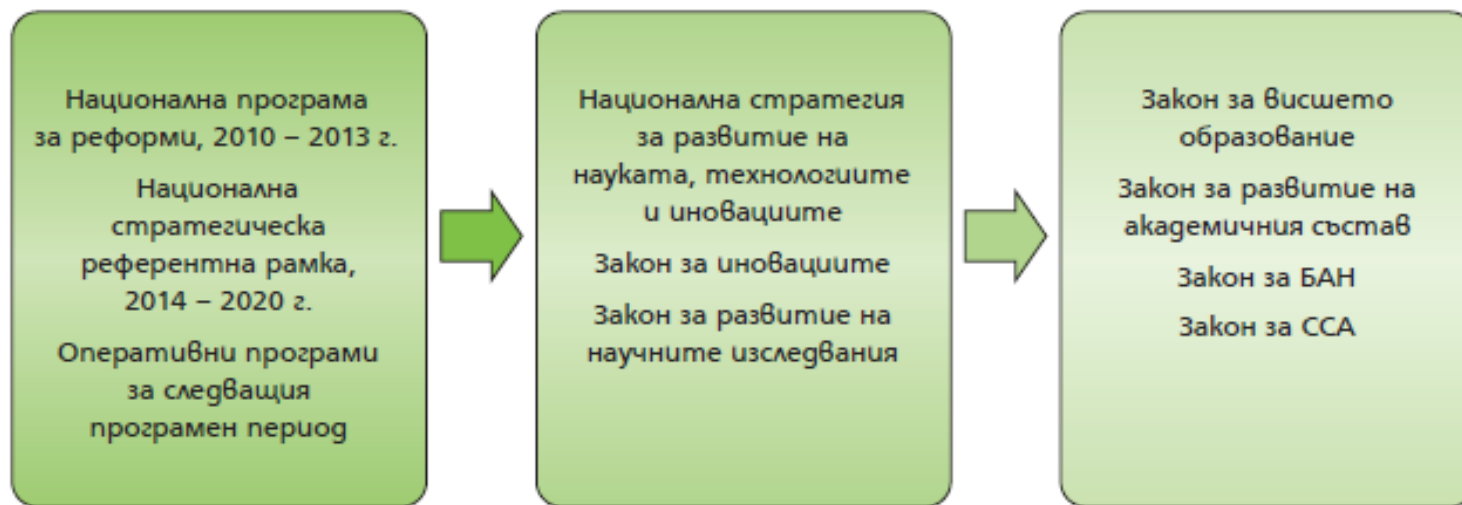 Национална програма
за реформи, 2010 – 2013 г.
Национална
стратегическа
референтна рамка,
2014 – 2020 г.
Оперативни програми
за следващия
програмен период
Национална стратегия
за развитие на
науката, технологиите
и иновациите
Закон за иновациите
Закон за развитие на
научните изследвания
Закон за висшето
образование
Закон за развитие на
академичния състав
Закон за БАН
Закон за ССА